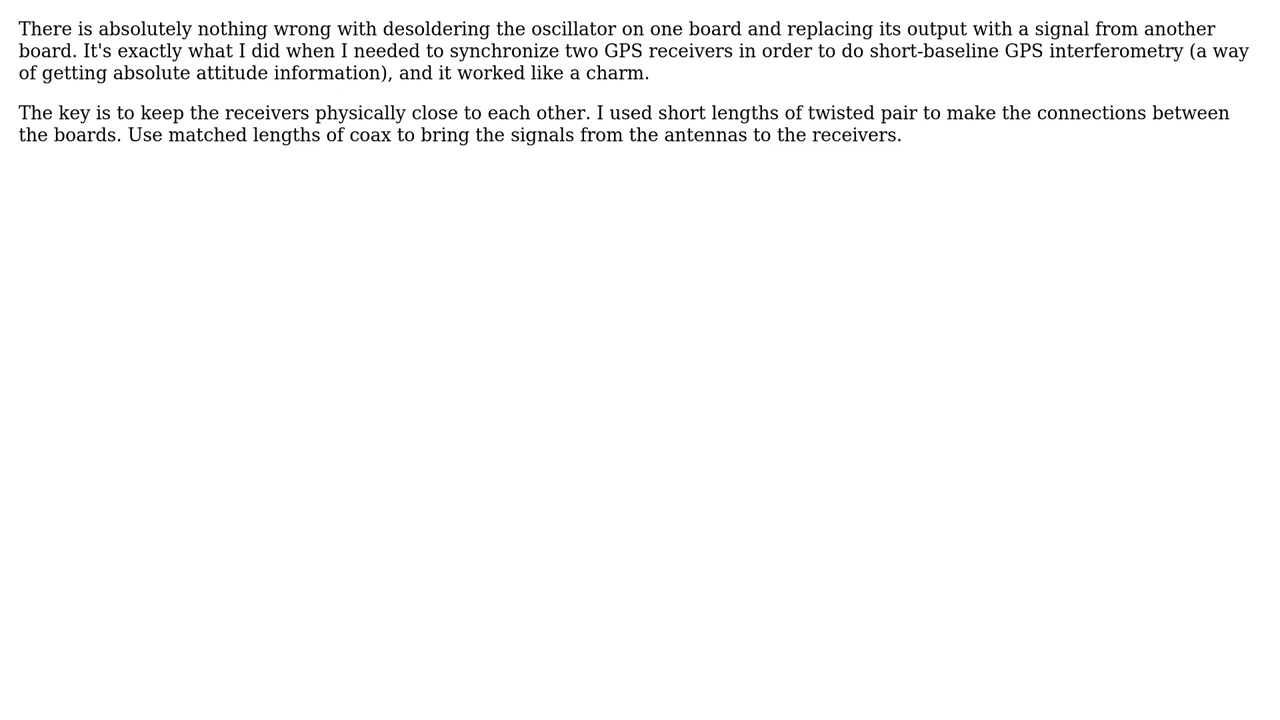 There is absolutely nothing wrong with desoldering the oscillator on one board and replacing its output with a signal from another
board. It's exactly what I did when I needed to synchronize two GPS receivers in order to do short-baseline GPS interferometry (a way
of getting absolute attitude information), and it worked like a charm.
The key is to keep the receivers physically close to each other. I used short lengths of twisted pair to make the connections between
the boards. Use matched lengths of coax to bring the signals from the antennas to the receivers.